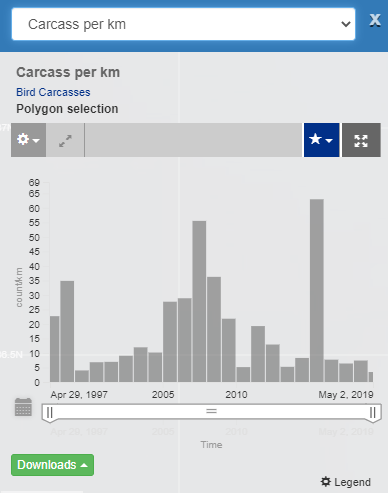 Carcass per km
X
Carcass per km
Bird Carcasses
Polygon selection
69
65
60
55
50
45
40
35
30
25
20
15
10
5
0
count/km
Apr 29, 1997 2005 2010 May 2, 2019
Time
Downloads
Legend